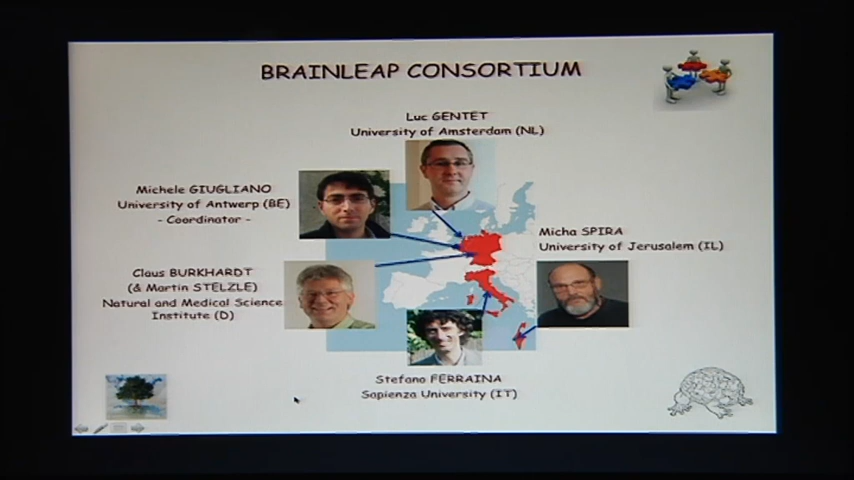 BRAINLEAP CONSORTIUM
Luc GENTET
University of Amsterdam (NL)
Michele GIUGLIANO
University of Antwerp (BE)
- Coordinator -
Micha SPIRA
University of Jerusalem (IL)
Claus BURKHARDT
(& Martin STELZLE)
Natural and Medical Science
Institute (D)
Stefano FERRAINA
Sapienza University (IT)